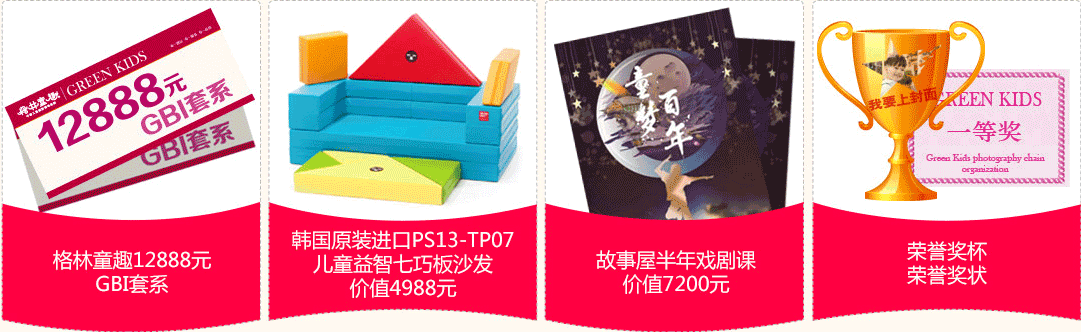 格林童趣 GREEN KIDS
12888元
GBI套系
GBI套系
格林童趣12888元
GBI套系
韩国原装进口PS13-TP07
儿童益智七巧板沙发
价值4988元
童梦
百年
故事屋半年戏剧课
价值7200元
我要上封面
GREEN KIDS
一等奖
Green Kids photography chain
organization
荣誉奖杯
荣誉奖状